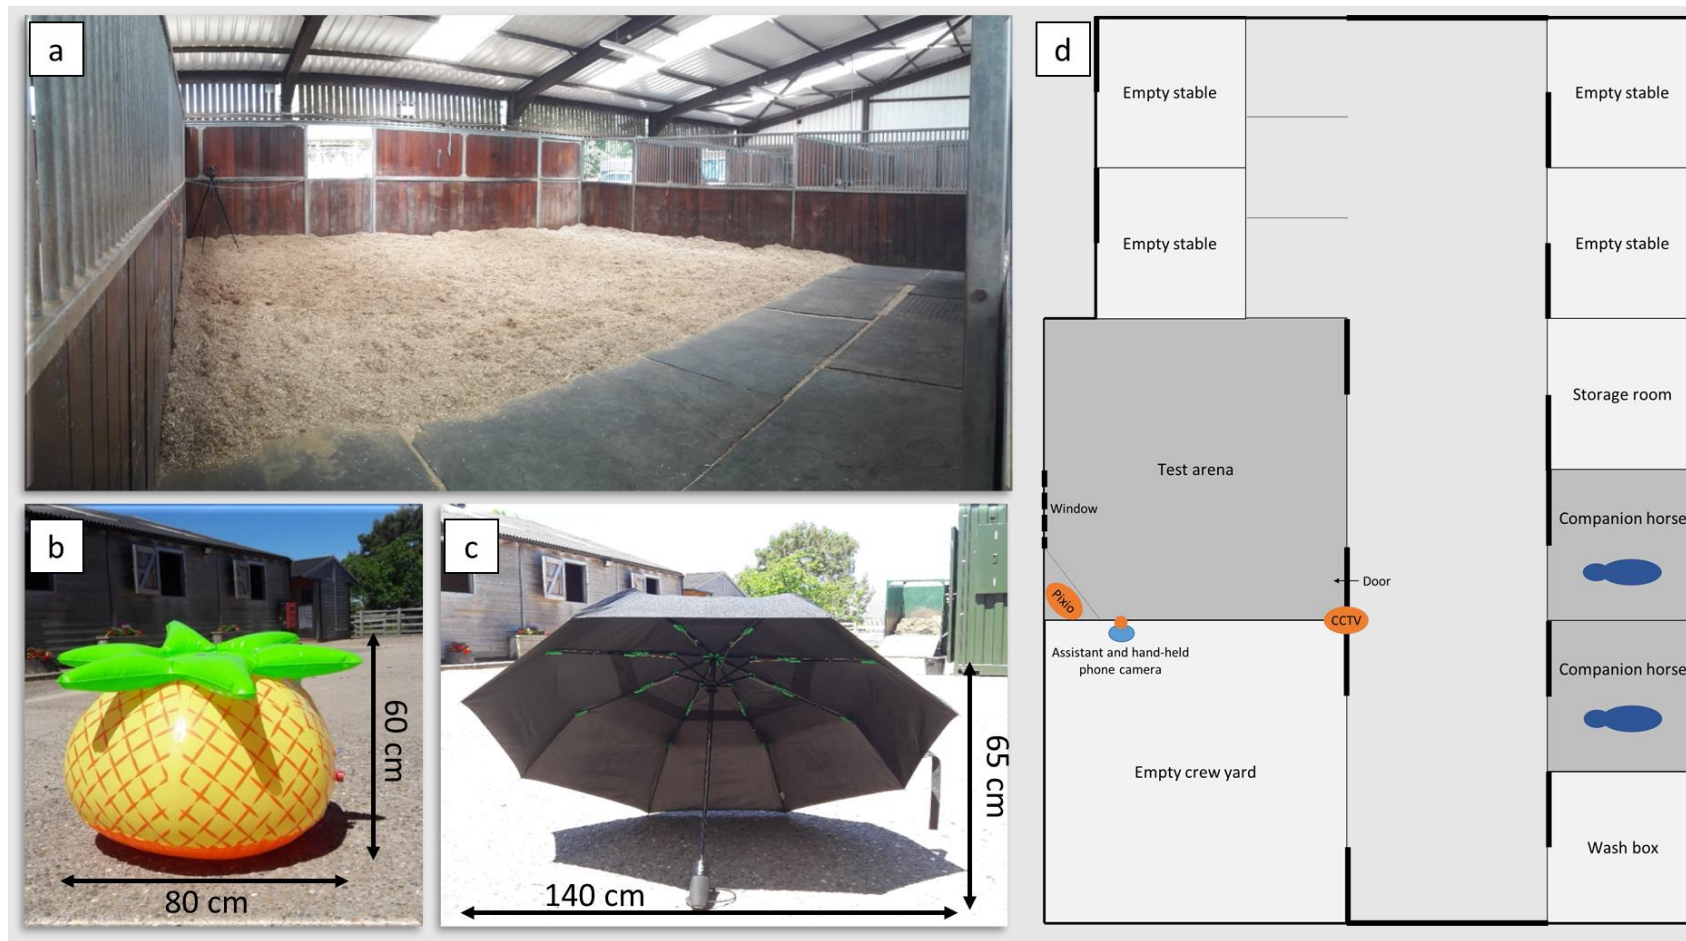 a
b
60 cm
80 cm
c
65 cm
140 cm
d
Empty stable
Empty stable
Empty stable
Empty stable
Storage room
Test arena
Window
Companion horse
Door
Pixio
CCTV
Assistant and hand-held
phone camera
Companion horse
Empty crew yard
Wash box